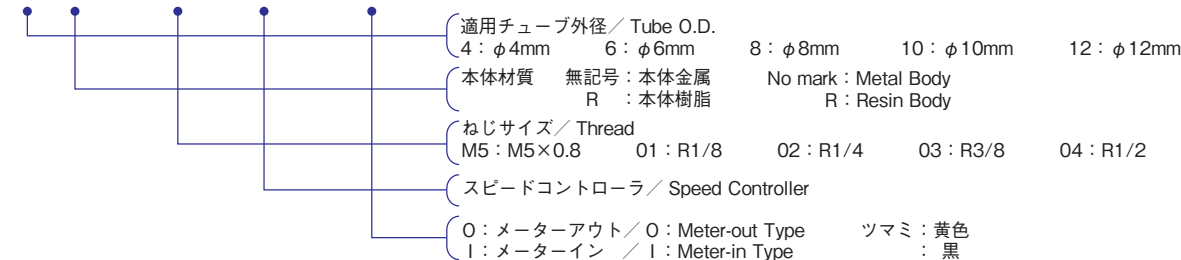 適用チューブ外径／ Tube O.D.
4：φ4mm 6：φ6mm 8：φ8mm 10：φ10mm 12：φ12mm
本体材質 無記号：本体金属 No mark：Metal Body
R ：本体樹脂 R：Resin Body
ねじサイズ／ Thread
M5：M5×0.8 01：R1/8 02：R1/4 03：R3/8 04：R1/2
スピードコントローラ／ Speed Controller
O：メーターアウト／ O：Meter-out Type ツマミ：黄色
I：メーターイン ／ I：Meter-in Type ：黒